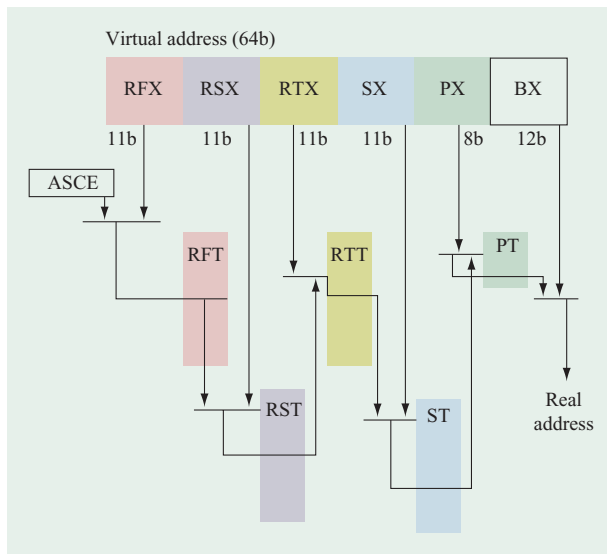 Virtual address (64b)
RFX RSX RTX SX PX BX
11b 11b 11b 11b 8b 12b
ASCE
RFT RTT PT
RST ST
Real
address